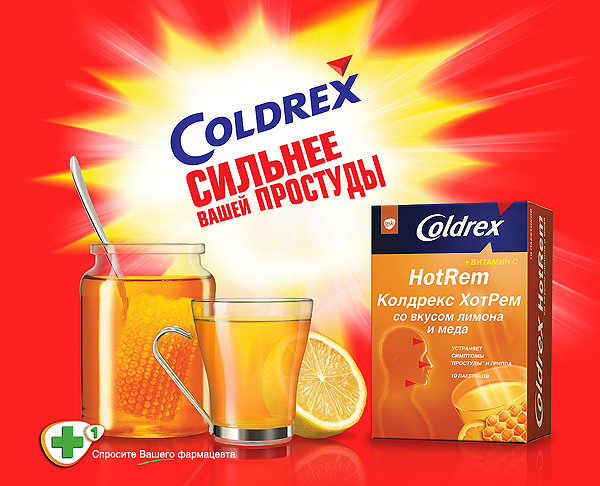 COLDREX
СИЛЬНЕЕ
ВАШЕЙ ПРОСТУДЫ
gsk
Coldrex
+ ВИТАМИН С
HotRem
Колдрекс ХотРем
со вкусом лимона
и меда
УСТРАНЯЕТ
СИМПТОМЫ
"ПРОСТУДЫ" И ГРИППА
10 ПАКЕТИКОВ
Coldrex HotRem
1
Спросите Вашего фармацевта